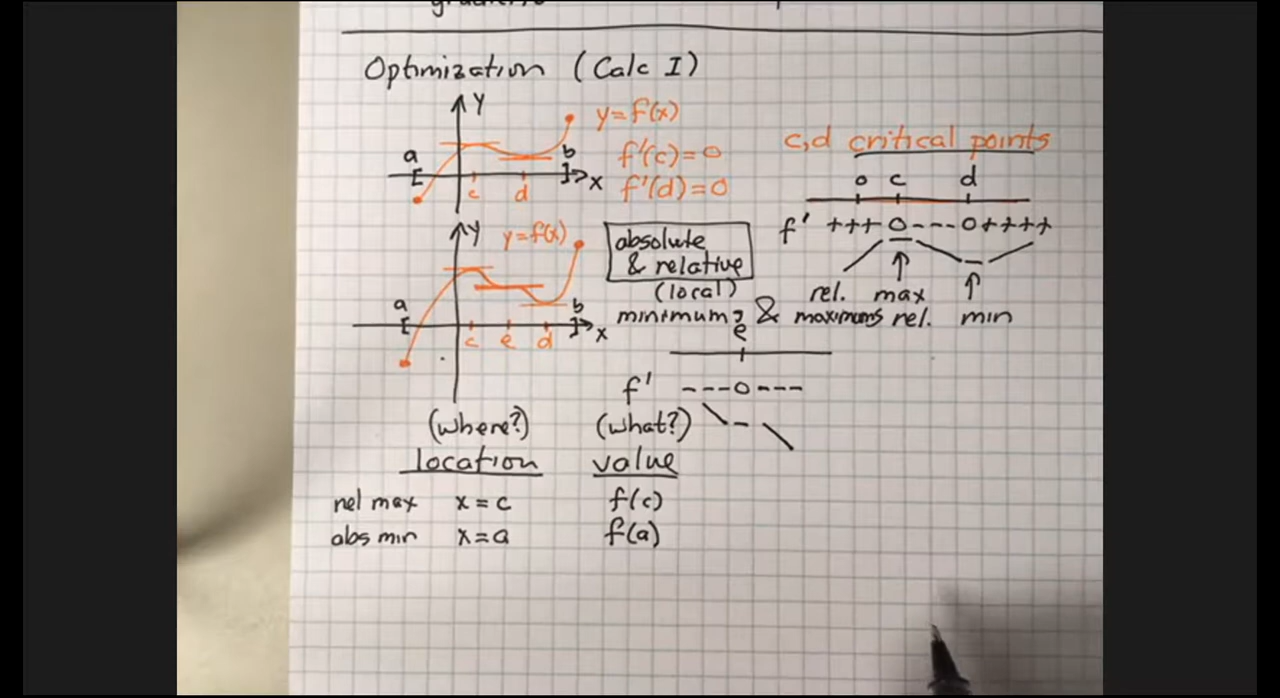 Optimization (Calc I)
y
y=f(x)
a
b
x
c
d
f'(c)=0
f'(d)=0
c,d critical points
o c d
f' +++ 0 --- 0 ++++
rel. max
rel. min
y
y=f(x)
a
b
x
c e d
absolute
& relative
(local)
minimums & maximums
e
f' --- 0 ---
(where?) (what?)
location value
rel max x=c f(c)
abs min x=a f(a)